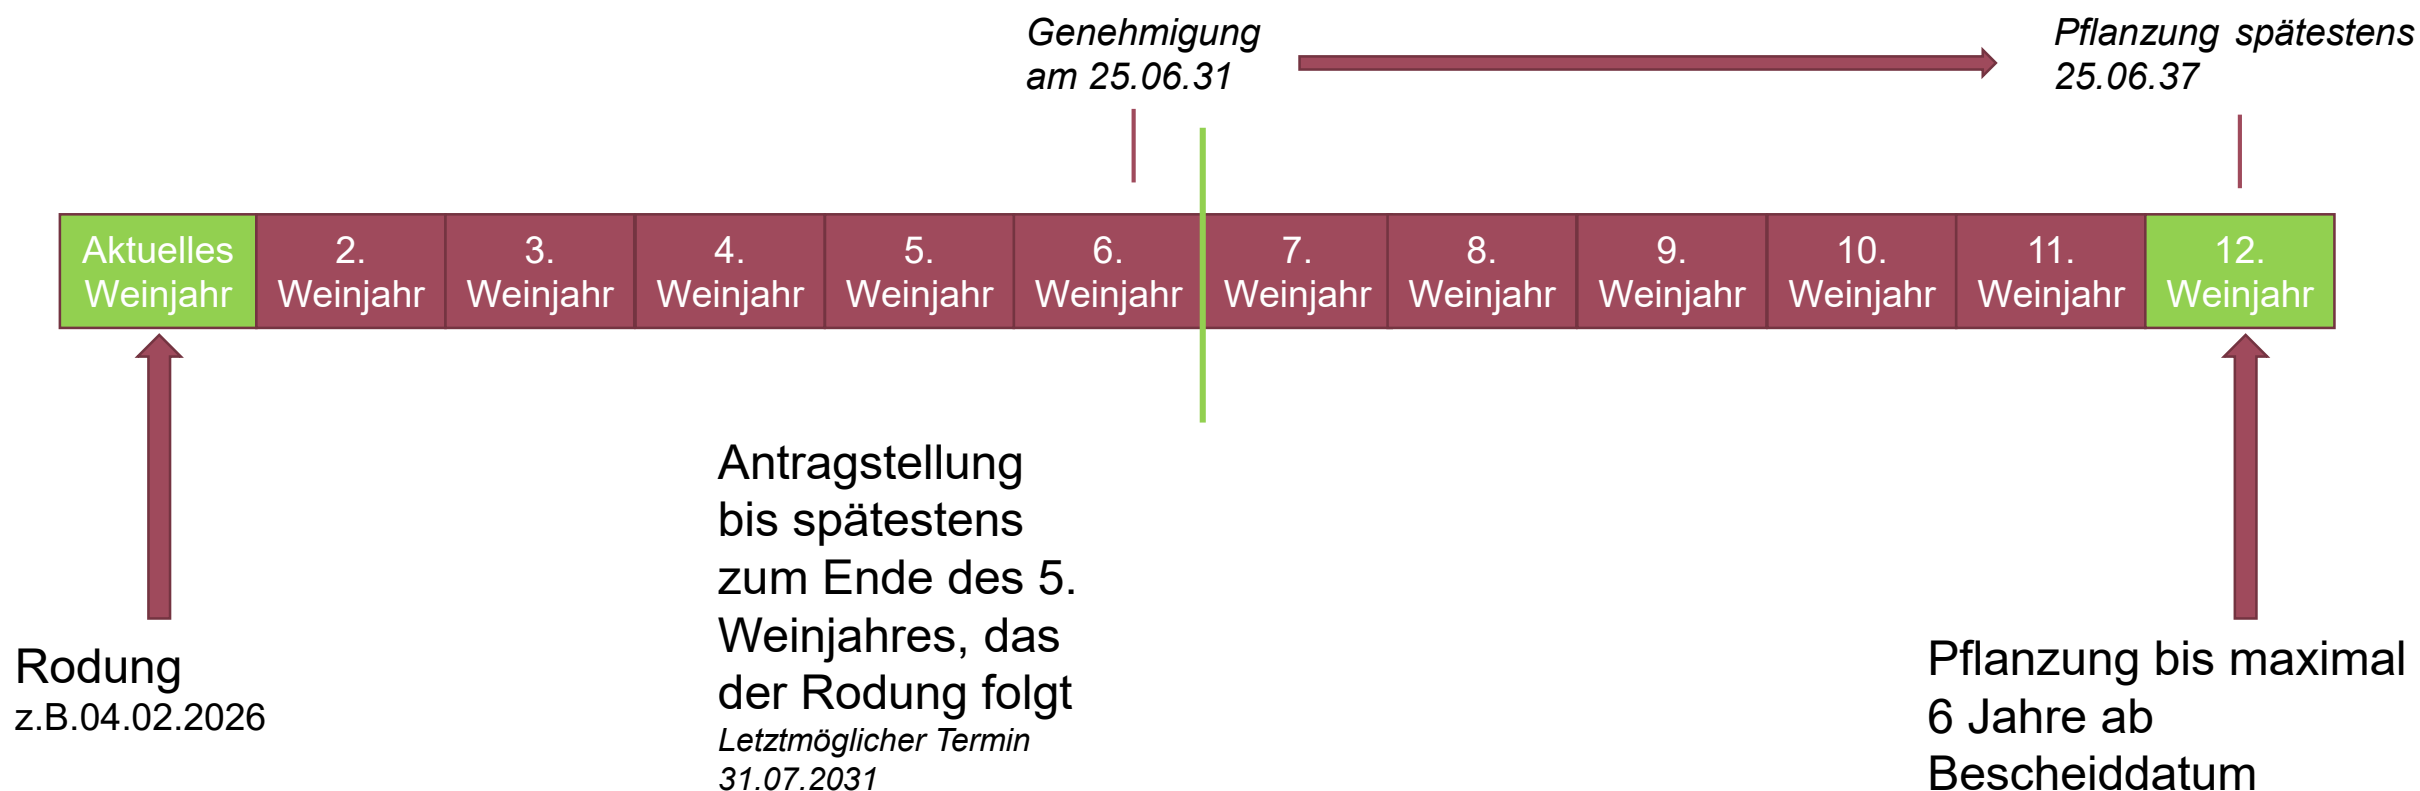 Genehmigung
am 25.06.31
Pflanzung spätestens
25.06.37
Aktuelles
Weinjahr
2.
Weinjahr
3.
Weinjahr
4.
Weinjahr
5.
Weinjahr
6.
Weinjahr
7.
Weinjahr
8.
Weinjahr
9.
Weinjahr
10.
Weinjahr
11.
Weinjahr
12.
Weinjahr
Rodung
z.B.04.02.2026
Antragstellung
bis spätestens
zum Ende des 5.
Weinjahres, das
der Rodung folgt
Letztmöglicher Termin
31.07.2031
Pflanzung bis maximal
6 Jahre ab
Bescheiddatum